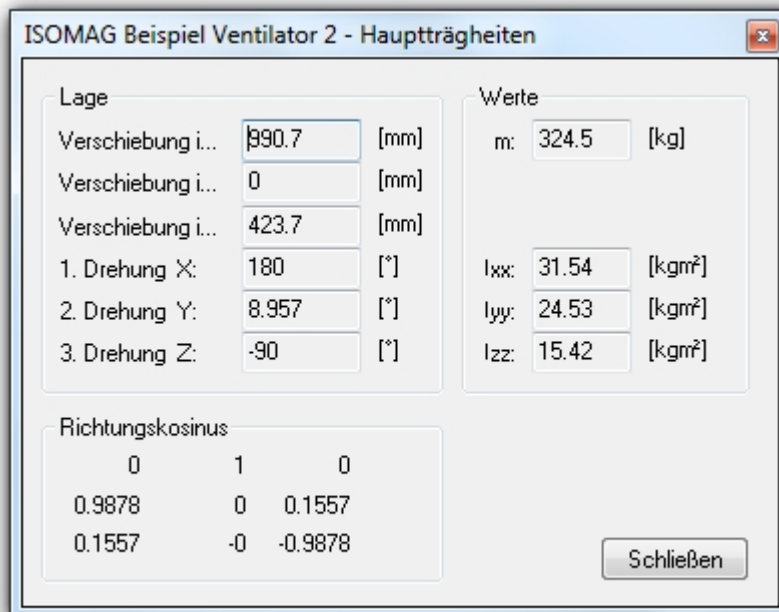 ISOMAG Beispiel Ventilator 2 - Hauptträgheiten
Lage
Verschiebung i... 990.7 [mm]
Verschiebung i... 0 [mm]
Verschiebung i... 423.7 [mm]
1. Drehung X: 180 [°]
2. Drehung Y: 8.957 [°]
3. Drehung Z: -90 [°]
Werte
m: 324.5 [kg]
Ixx: 31.54 [kgm²]
Iyy: 24.53 [kgm²]
Izz: 15.42 [kgm²]
Richtungskosinus
0 1 0
0.9878 0 0.1557
0.1557 -0 -0.9878
Schließen